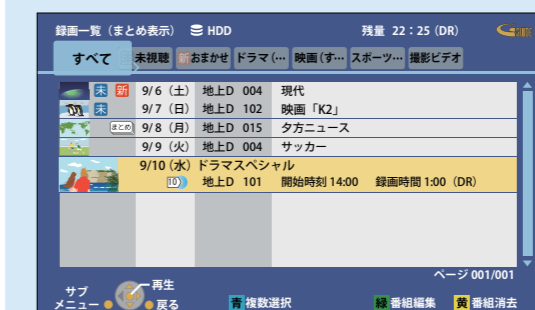 録画一覧（まとめ表示） HDD 残量 22：25 (DR)
すべて 未視聴 新 おまかせ ドラマ(… 映画(す… スポーツ… 撮影ビデオ
未 新 9/6（土） 地上D 004 現代
未 9/7（日） 地上D 102 映画「K2」
まとめ 9/8（月） 地上D 015 夕方ニュース
9/9（火） 地上D 004 サッカー
9/10（水） ドラマスペシャル
10 地上D 101 開始時刻 14:00 録画時間 1:00（DR）
ページ 001/001
サブ
メニュー
再生
戻る
青 複数選択 緑 番組編集 黄 番組消去